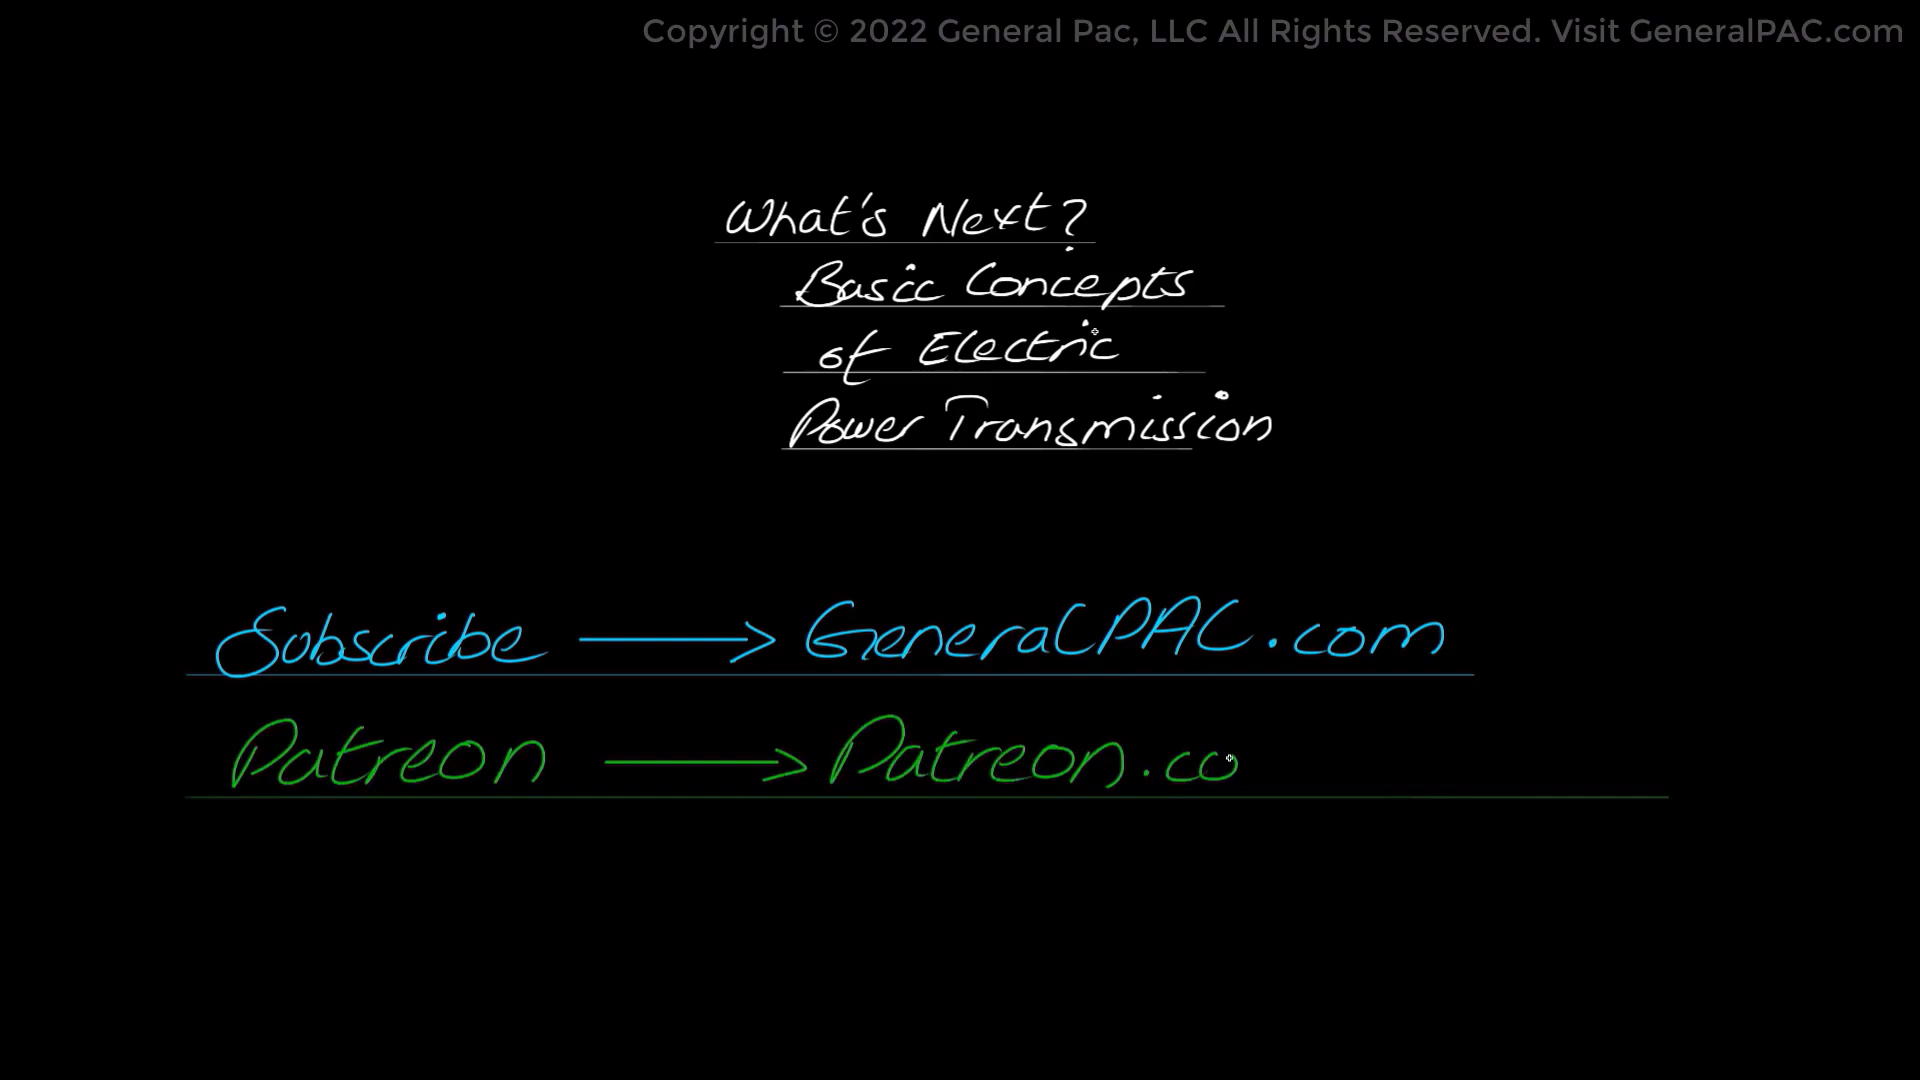 Copyright © 2022 General Pac, LLC All Rights Reserved. Visit GeneralPAC.com
What's Next?
Basic Concepts
of Electric
Power Transmission
Subscribe → GeneralPAC.com
Patreon → Patreon.co